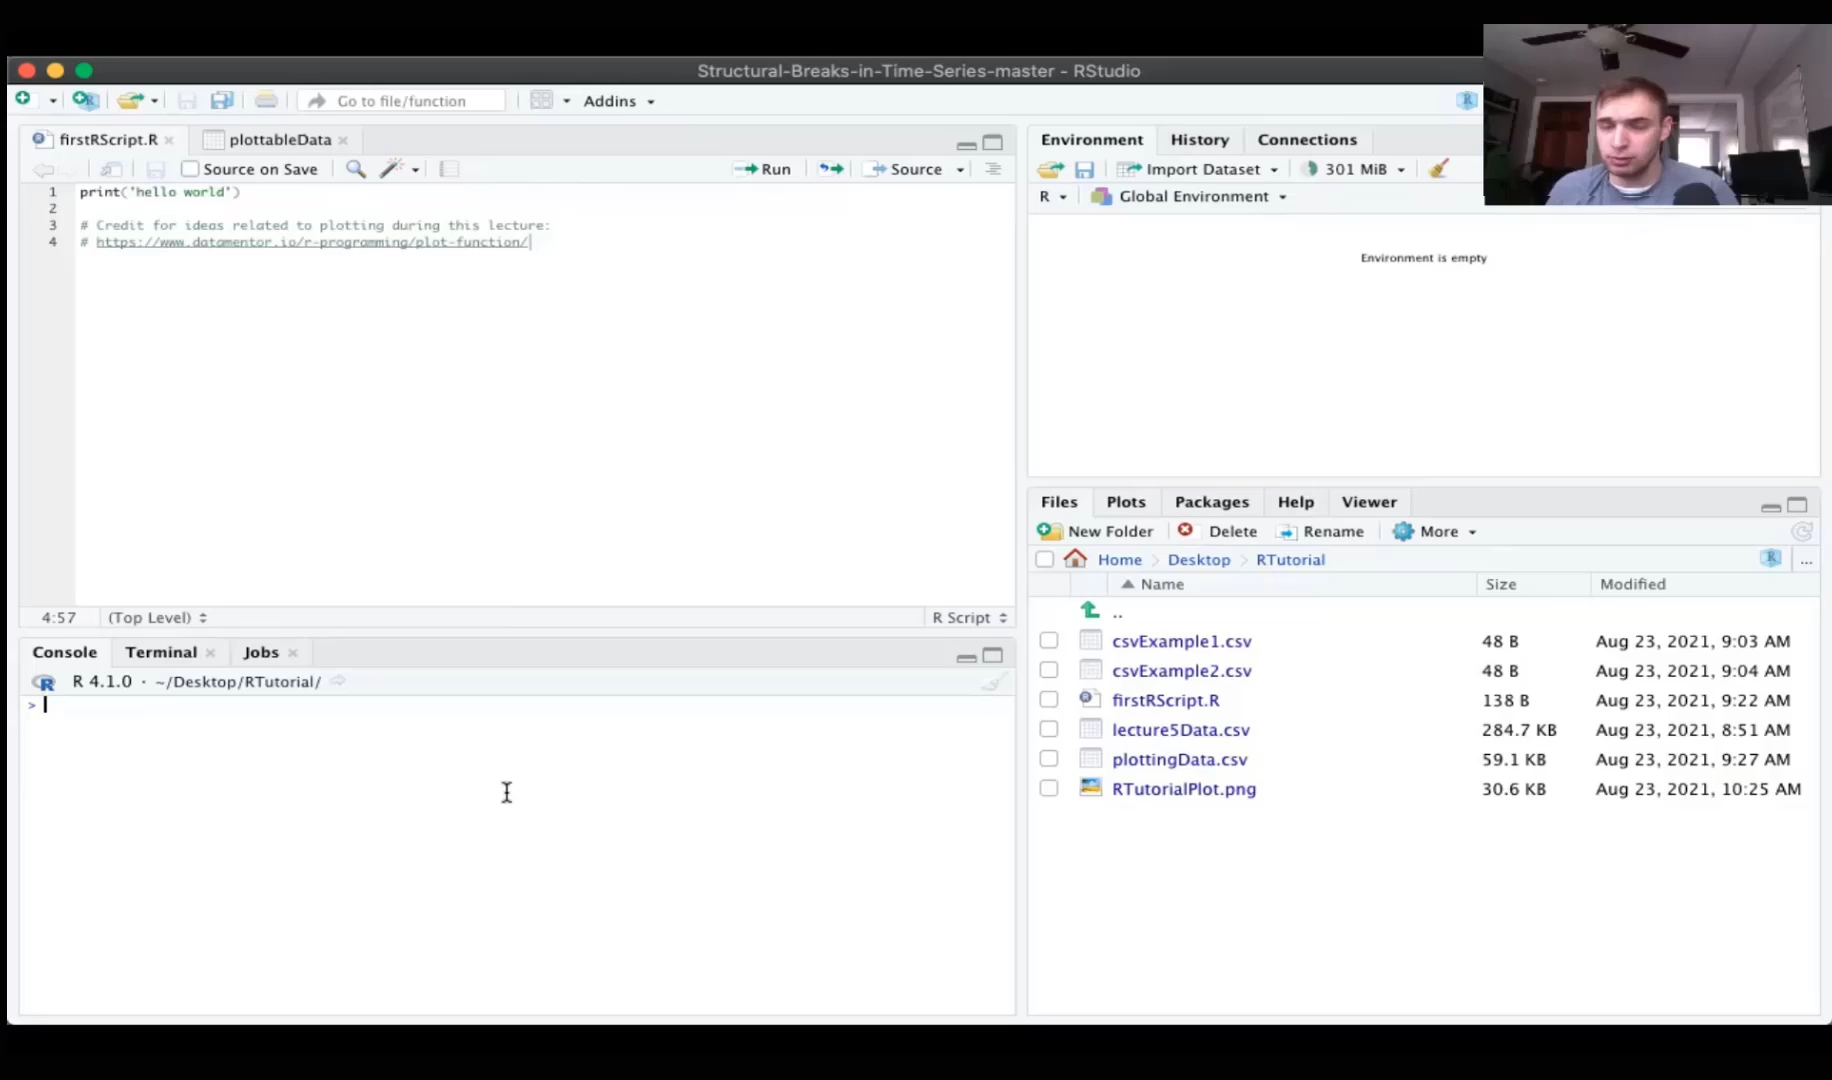 Structural-Breaks-in-Time-Series-master - RStudio
Go to file/function
Addins
firstRScript.R
plottableData
Source on Save
Run
Source
1 print('hello world')
2
3 # Credit for ideas related to plotting during this lecture:
4 # https://www.datamentor.io/r-programming/plot-function/
4:57 (Top Level) R Script
Console Terminal Jobs
R 4.1.0 · ~/Desktop/RTutorial/
>
Environment History Connections
Import Dataset 301 MiB
R Global Environment
Environment is empty
Files Plots Packages Help Viewer
New Folder Delete Rename More
Home Desktop RTutorial
Name Size Modified
..
csvExample1.csv 48 B Aug 23, 2021, 9:03 AM
csvExample2.csv 48 B Aug 23, 2021, 9:04 AM
firstRScript.R 138 B Aug 23, 2021, 9:22 AM
lecture5Data.csv 284.7 KB Aug 23, 2021, 8:51 AM
plottingData.csv 59.1 KB Aug 23, 2021, 9:27 AM
RTutorialPlot.png 30.6 KB Aug 23, 2021, 10:25 AM